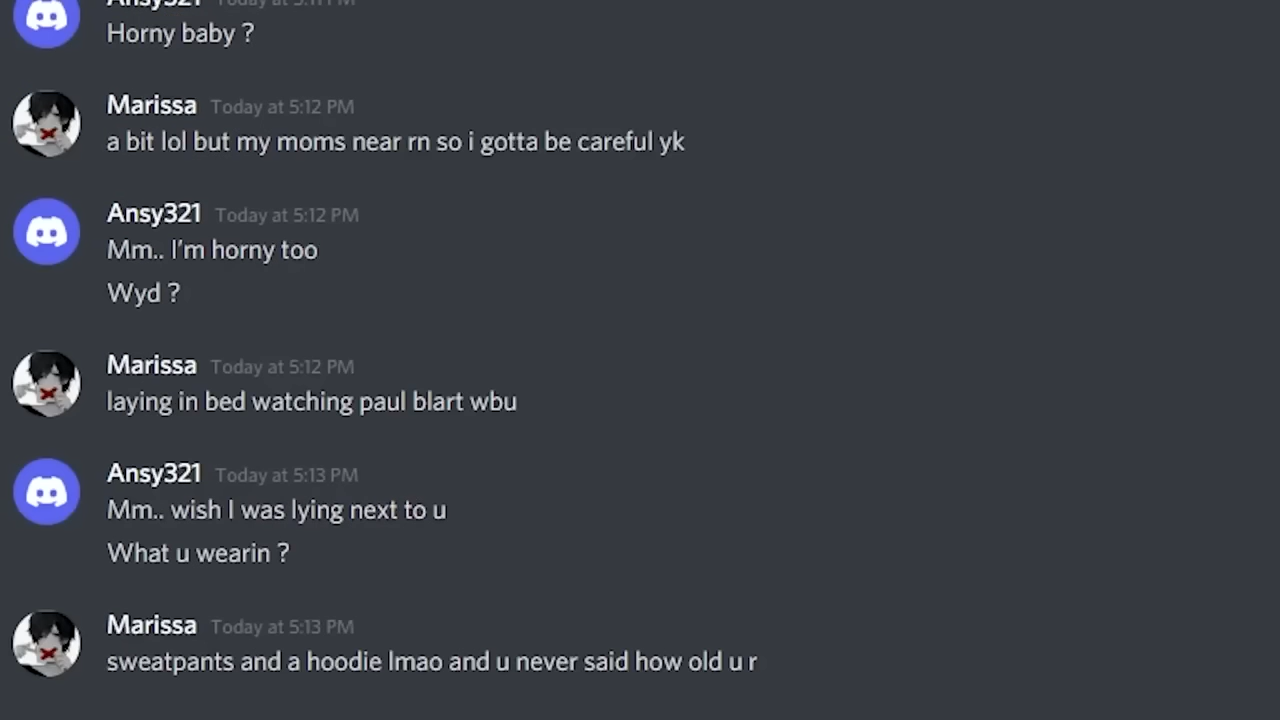 Ansy321
Horny baby ?
Marissa Today at 5:12 PM
a bit lol but my moms near rn so i gotta be careful yk
Ansy321 Today at 5:12 PM
Mm.. I'm horny too
Wyd ?
Marissa Today at 5:12 PM
laying in bed watching paul blart wbu
Ansy321 Today at 5:13 PM
Mm.. wish I was lying next to u
What u wearin ?
Marissa Today at 5:13 PM
sweatpants and a hoodie lmao and u never said how old u r